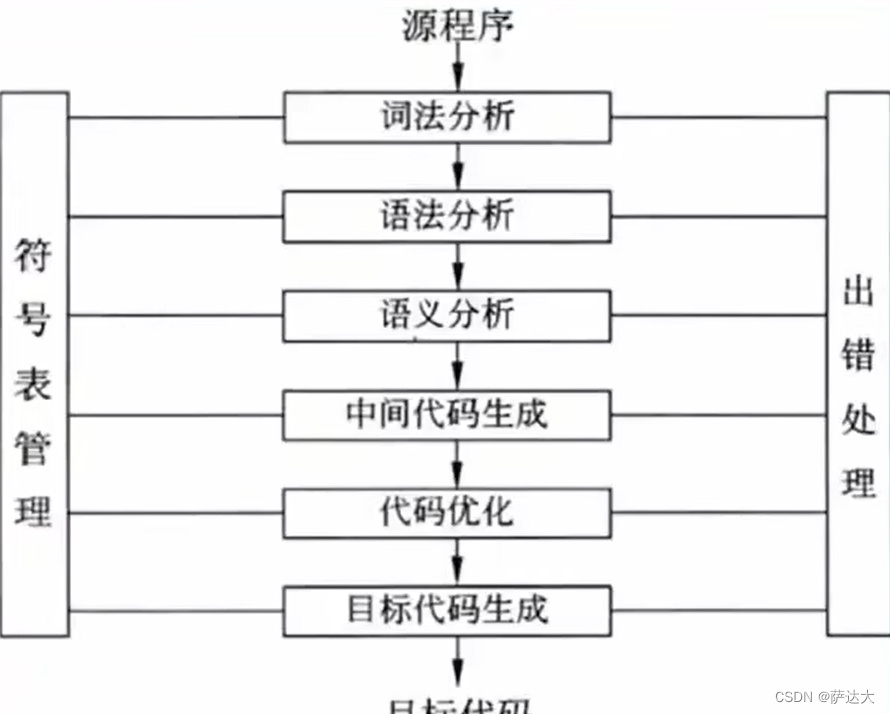 源程序
词法分析
语法分析
语义分析
中间代码生成
代码优化
目标代码生成
目标代码
符号表管理
出错处理
CSDN @萨达大